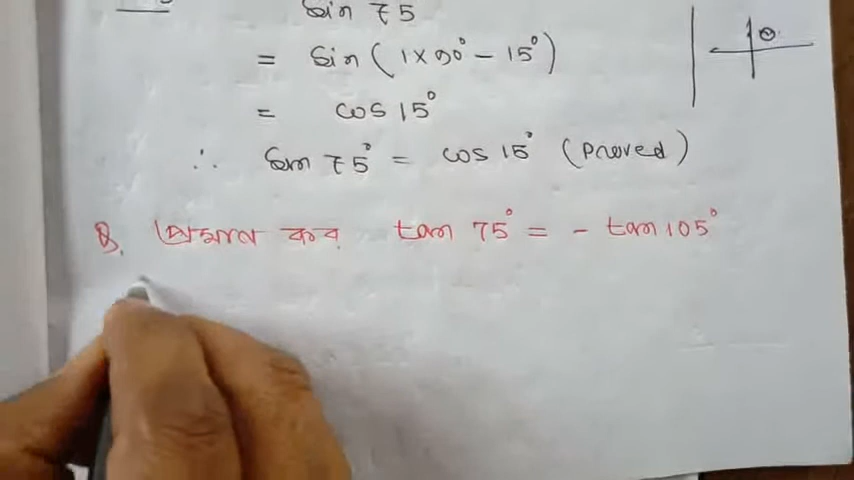 Sin 75
= Sin (1×90° - 15°)
= cos 15°
∴ Sin 75° = cos 15° (proved)
Q. প্রমাণ কর tan 75° = - tan 105°